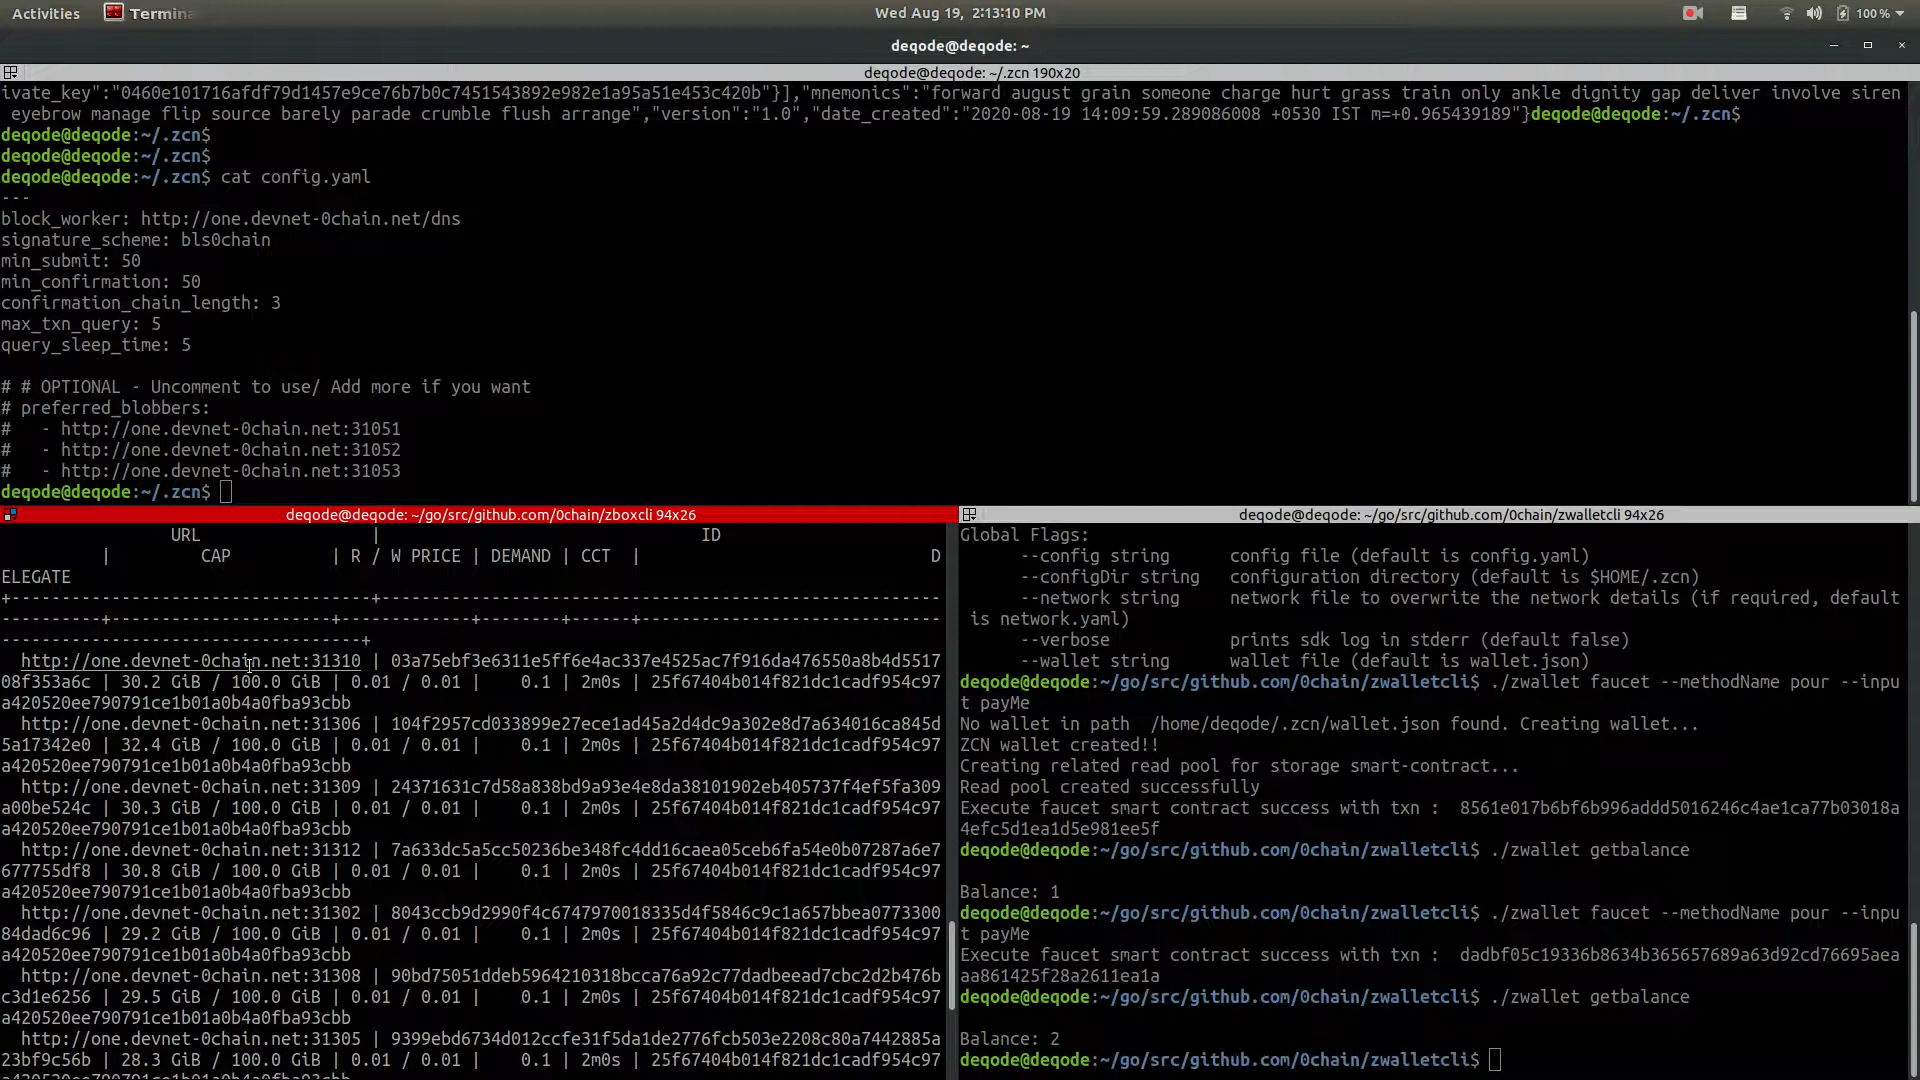 Activities Termina Wed Aug 19, 2:13:10 PM 100 %
deqode@deqode: ~
deqode@deqode: ~/.zcn 190x20
ivate_key":"0460e101716afdf79d1457e9ce76b7b0c7451543892e982e1a95a51e453c420b"}],"mnemonics":"forward august grain someone charge hurt grass train only ankle dignity gap deliver involve siren
eyebrow manage flip source barely parade crumble flush arrange","version":"1.0","date_created":"2020-08-19 14:09:59.289086008 +0530 IST m=+0.965439189"}deqode@deqode:~/.zcn$
deqode@deqode:~/.zcn$
deqode@deqode:~/.zcn$
deqode@deqode:~/.zcn$ cat config.yaml
---
block_worker: http://one.devnet-0chain.net/dns
signature_scheme: bls0chain
min_submit: 50
min_confirmation: 50
confirmation_chain_length: 3
max_txn_query: 5
query_sleep_time: 5
# # OPTIONAL - Uncomment to use/ Add more if you want
# preferred_blobbers:
#   - http://one.devnet-0chain.net:31051
#   - http://one.devnet-0chain.net:31052
#   - http://one.devnet-0chain.net:31053
deqode@deqode:~/.zcn$
deqode@deqode: ~/go/src/github.com/0chain/zboxcli 94x26
URL | ID
| CAP | R / W PRICE | DEMAND | CCT | D
ELEGATE
+-------------------------------------+--------------------------------------------------------
----------+----------------------+-------------+--------+------+------------------------------
------------------------------------+
http://one.devnet-0chain.net:31310 | 03a75ebf3e6311e5ff6e4ac337e4525ac7f916da476550a8b4d5517
08f353a6c | 30.2 GiB / 100.0 GiB | 0.01 / 0.01 | 0.1 | 2m0s | 25f67404b014f821dc1cadf954c97
a420520ee790791ce1b01a0b4a0fba93cbb
http://one.devnet-0chain.net:31306 | 104f2957cd033899e27ece1ad45a2d4dc9a302e8d7a634016ca845d
5a17342e0 | 32.4 GiB / 100.0 GiB | 0.01 / 0.01 | 0.1 | 2m0s | 25f67404b014f821dc1cadf954c97
a420520ee790791ce1b01a0b4a0fba93cbb
http://one.devnet-0chain.net:31309 | 24371631c7d58a838bd9a93e4e8da38101902eb405737f4ef5fa309
a00be524c | 30.3 GiB / 100.0 GiB | 0.01 / 0.01 | 0.1 | 2m0s | 25f67404b014f821dc1cadf954c97
a420520ee790791ce1b01a0b4a0fba93cbb
http://one.devnet-0chain.net:31312 | 7a633dc5a5cc50236be348fc4dd16caea05ceb6fa54e0b07287a6e7
677755df8 | 30.8 GiB / 100.0 GiB | 0.01 / 0.01 | 0.1 | 2m0s | 25f67404b014f821dc1cadf954c97
a420520ee790791ce1b01a0b4a0fba93cbb
http://one.devnet-0chain.net:31302 | 8043ccb9d2990f4c6747970018335d4f5846c9c1a657bbea0773300
84dad6c96 | 29.2 GiB / 100.0 GiB | 0.01 / 0.01 | 0.1 | 2m0s | 25f67404b014f821dc1cadf954c97
a420520ee790791ce1b01a0b4a0fba93cbb
http://one.devnet-0chain.net:31308 | 90bd75051ddeb5964210318bcca76a92c77dadbeead7cbc2d2b476b
c3d1e6256 | 29.5 GiB / 100.0 GiB | 0.01 / 0.01 | 0.1 | 2m0s | 25f67404b014f821dc1cadf954c97
a420520ee790791ce1b01a0b4a0fba93cbb
http://one.devnet-0chain.net:31305 | 9399ebd6734d012ccfe31f5da1de2776fcb503e2208c80a7442885a
23bf9c56b | 28.3 GiB / 100.0 GiB | 0.01 / 0.01 | 0.1 | 2m0s | 25f67404b014f821dc1cadf954c97
a420520ee790791ce1b01a0b4a0fba93cbb
deqode@deqode: ~/go/src/github.com/0chain/zwalletcli 94x26
Global Flags:
--config string config file (default is config.yaml)
--configDir string configuration directory (default is $HOME/.zcn)
--network string network file to overwrite the network details (if required, default
is network.yaml)
--verbose prints sdk log in stderr (default false)
--wallet string wallet file (default is wallet.json)
deqode@deqode:~/go/src/github.com/0chain/zwalletcli$ ./zwallet faucet --methodName pour --inpu
t payMe
No wallet in path  /home/deqode/.zcn/wallet.json found. Creating wallet...
ZCN wallet created!!
Creating related read pool for storage smart-contract...
Read pool created successfully
Execute faucet smart contract success with txn :  8561e017b6bf6b996addd5016246c4ae1ca77b03018a
4efc5d1ea1d5e981ee5f
deqode@deqode:~/go/src/github.com/0chain/zwalletcli$ ./zwallet getbalance
Balance: 1
deqode@deqode:~/go/src/github.com/0chain/zwalletcli$ ./zwallet faucet --methodName pour --inpu
t payMe
Execute faucet smart contract success with txn :  dadbf05c19336b8634b365657689a63d92cd76695aea
aa861425f28a2611ea1a
deqode@deqode:~/go/src/github.com/0chain/zwalletcli$ ./zwallet getbalance
Balance: 2
deqode@deqode:~/go/src/github.com/0chain/zwalletcli$